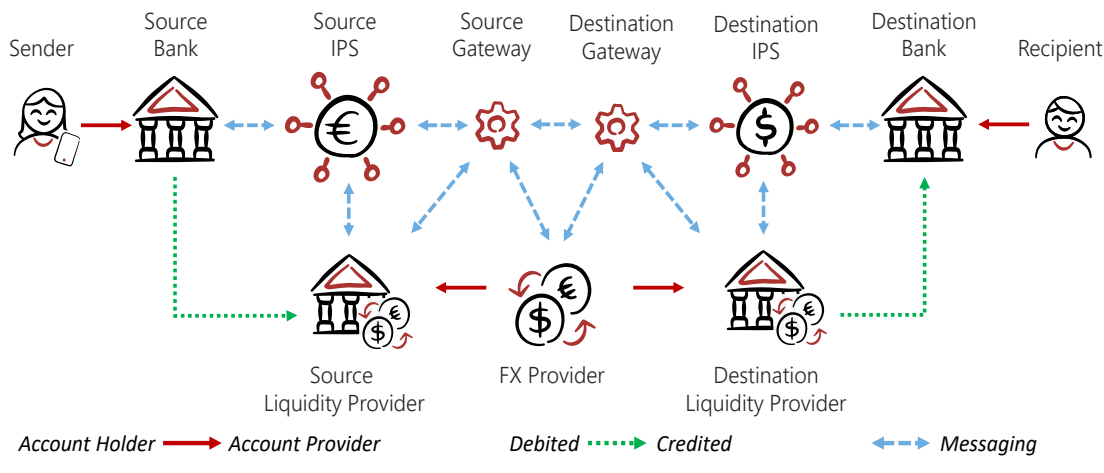 Sender
Source
Bank
Source
IPS
Source
Gateway
Destination
Gateway
Destination
IPS
Destination
Bank
Recipient
€
$
$
€
$
€
$
€
Source
Liquidity Provider
FX Provider
Destination
Liquidity Provider
Account Holder Account Provider
Debited Credited
Messaging